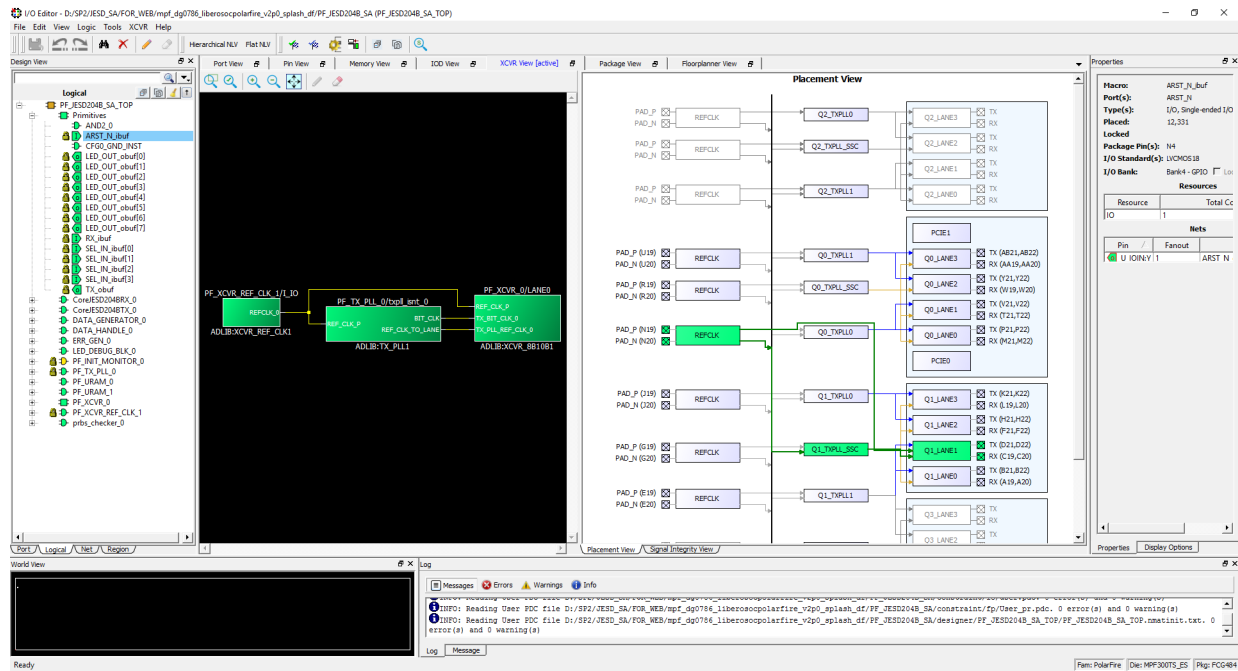 I/O Editor - D:/SP2/JESD_SA/FOR_WEB/mpf_dg0786_liberosocpolarfire_v2p0_splash_df/PF_JESD204B_SA (PF_JESD204B_SA_TOP)
File Edit View Logic Tools XCVR Help
Hierarchical NLV Flat NLV
Design View
Port View Pin View Memory View IOD View XCVR View [active] Package View Floorplanner View
Properties
Logical
PF_JESD204B_SA_TOP
Primitives
AND2_0
ARST_N_ibuf
CFG0_GND_INST
LED_OUT_obuf[0]
LED_OUT_obuf[1]
LED_OUT_obuf[2]
LED_OUT_obuf[3]
LED_OUT_obuf[4]
LED_OUT_obuf[5]
LED_OUT_obuf[6]
LED_OUT_obuf[7]
RX_ibuf
SEL_IN_ibuf[0]
SEL_IN_ibuf[1]
SEL_IN_ibuf[2]
SEL_IN_ibuf[3]
TX_obuf
CoreJESD204BRX_0
CoreJESD204BTX_0
DATA_GENERATOR_0
DATA_HANDLE_0
ERR_GEN_0
LED_DEBUG_BLK_0
PF_INIT_MONITOR_0
PF_TX_PLL_0
PF_URAM_0
PF_URAM_1
PF_XCVR_0
PF_XCVR_REF_CLK_1
prbs_checker_0
Port Logical Net Region
PF_XCVR_REF_CLK_1/I_IO
REFCLK_0
ADLIB:XCVR_REF_CLK1
PF_TX_PLL_0/txpll_isnt_0
REF_CLK_P
BIT_CLK
REF_CLK_TO_LANE
ADLIB:TX_PLL1
PF_XCVR_0/LANE0
REF_CLK_P
TX_BIT_CLK_0
TX_PLL_REF_CLK_0
ADLIB:XCVR_8B10B1
Placement View
PAD_P
PAD_N
REFCLK
Q2_TXPLL0
Q2_LANE3
TX
RX
PAD_P
PAD_N
REFCLK
Q2_TXPLL_SSC
Q2_LANE2
TX
RX
Q2_LANE1
TX
RX
PAD_P
PAD_N
REFCLK
Q2_TXPLL1
Q2_LANE0
TX
RX
PCIE1
PAD_P (U19)
PAD_N (U20)
REFCLK
Q0_TXPLL1
Q0_LANE3
TX (AB21,AB22)
RX (AA19,AA20)
PAD_P (R19)
PAD_N (R20)
REFCLK
Q0_TXPLL_SSC
Q0_LANE2
TX (Y21,Y22)
RX (W19,W20)
Q0_LANE1
TX (V21,V22)
RX (T21,T22)
PAD_P (N19)
PAD_N (N20)
REFCLK
Q0_TXPLL0
Q0_LANE0
TX (P21,P22)
RX (M21,M22)
PCIE0
PAD_P (J19)
PAD_N (J20)
REFCLK
Q1_TXPLL0
Q1_LANE3
TX (K21,K22)
RX (L19,L20)
Q1_LANE2
TX (H21,H22)
RX (F21,F22)
PAD_P (G19)
PAD_N (G20)
REFCLK
Q1_TXPLL_SSC
Q1_LANE1
TX (D21,D22)
RX (C19,C20)
Q1_LANE0
TX (B21,B22)
RX (A19,A20)
PAD_P (E19)
PAD_N (E20)
REFCLK
Q1_TXPLL1
Q3_LANE3
TX
RX
Q3_LANE2
TX
Placement View Signal Integrity View
Macro: ARST_N_ibuf
Port(s): ARST_N
Type(s): I/O, Single-ended I/O
Placed: 12,331
Locked
Package Pin(s): N4
I/O Standard(s): LVCMOS18
I/O Bank: Bank4 - GPIO
Resources
Resource Total Co
IO 1
Nets
Pin Fanout
U_IOIN:Y 1 ARST_N
Properties Display Options
World View
Log
Messages Errors Warnings Info
INFO: Reading User PDC file D:/SP2/JESD_SA/FOR_WEB/mpf_dg0786_liberosocpolarfire_v2p0_splash_df/PF_JESD204B_SA/constraint/fp/User_pr.pdc. 0 error(s) and 0 warning(s)
INFO: Reading User PDC file D:/SP2/JESD_SA/FOR_WEB/mpf_dg0786_liberosocpolarfire_v2p0_splash_df/PF_JESD204B_SA/designer/PF_JESD204B_SA_TOP/PF_JESD204B_SA_TOP.nmatinit.txt. 0
error(s) and 0 warning(s)
Log Message
Ready
Fam: PolarFire Die: MPF300TS_ES Pkg: FCG484